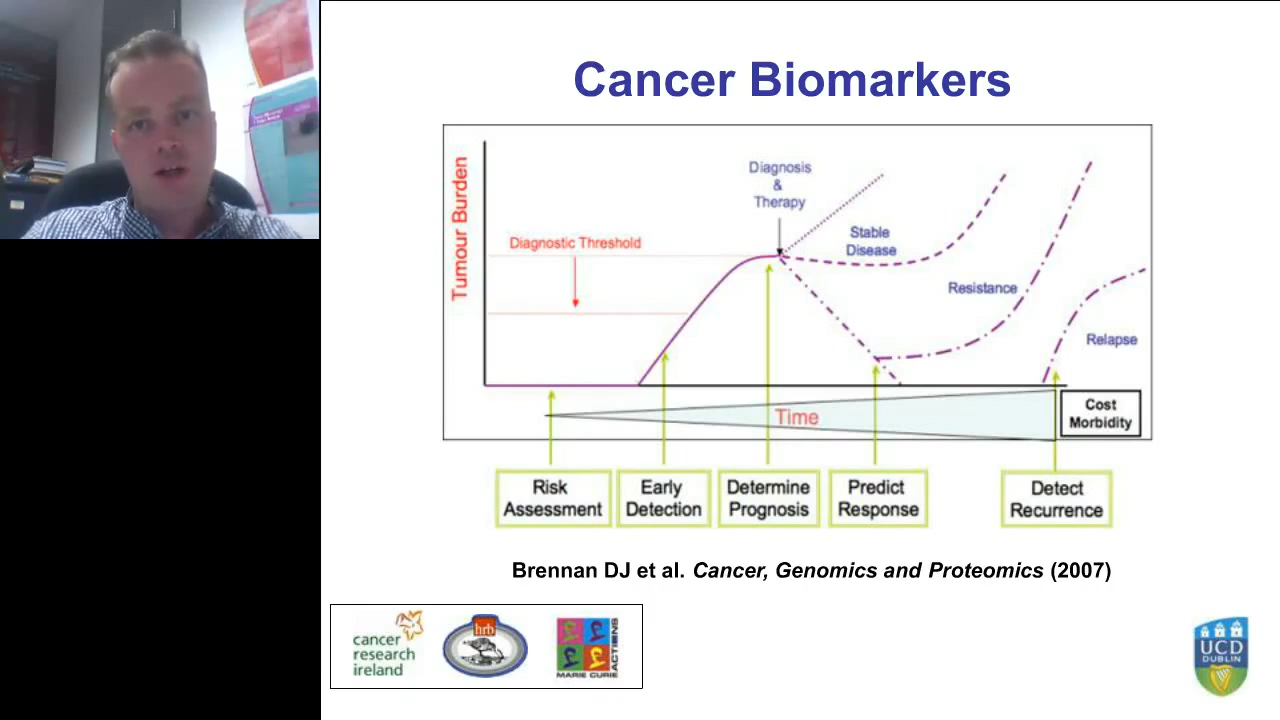 Cancer Biomarkers
Tumour Burden
Diagnostic Threshold
Diagnosis
&
Therapy
Stable
Disease
Resistance
Relapse
Time
Cost
Morbidity
Risk
Assessment
Early
Detection
Determine
Prognosis
Predict
Response
Detect
Recurrence
Brennan DJ et al. Cancer, Genomics and Proteomics (2007)
cancer
research
ireland
hrb
MARIE CURIE
ACTIONS
UCD
DUBLIN